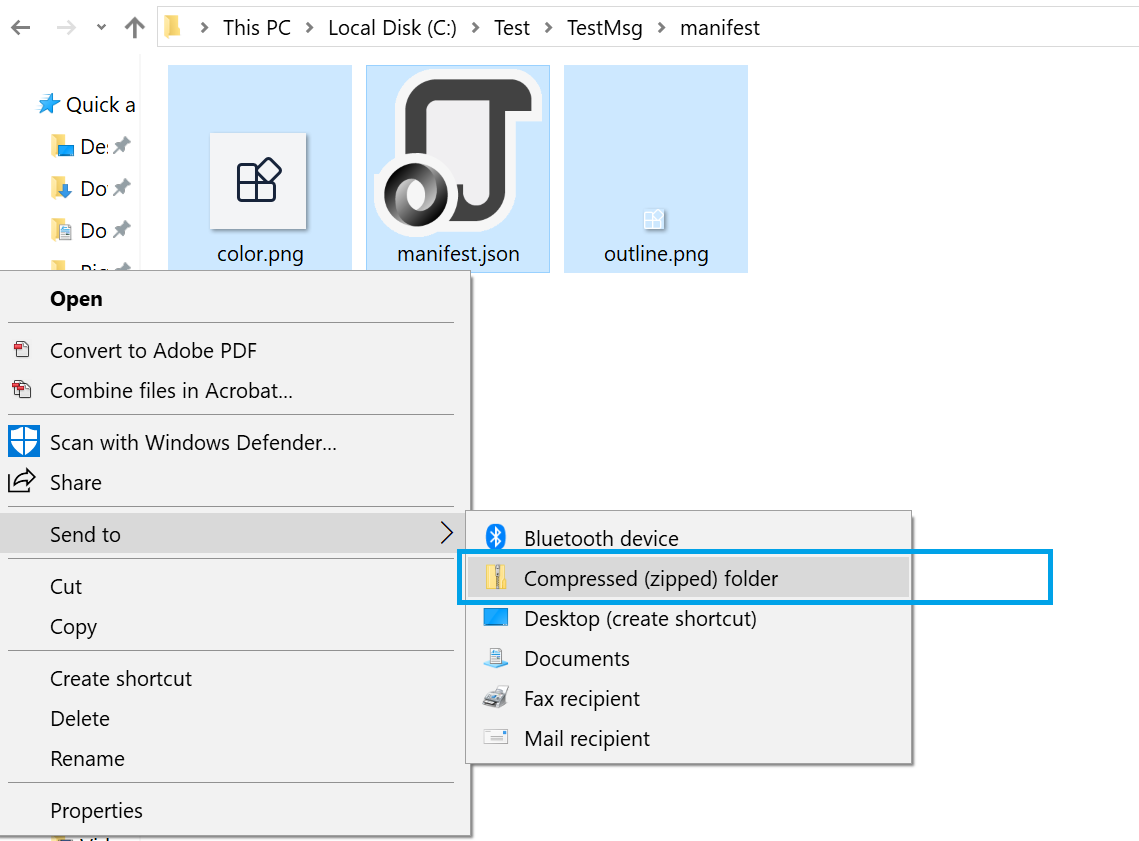 This PC > Local Disk (C:) > Test > TestMsg > manifest
Quick a
De
Do
Do
color.png
manifest.json
outline.png
Open
Convert to Adobe PDF
Combine files in Acrobat...
Scan with Windows Defender...
Share
Send to
Cut
Copy
Create shortcut
Delete
Rename
Properties
Bluetooth device
Compressed (zipped) folder
Desktop (create shortcut)
Documents
Fax recipient
Mail recipient